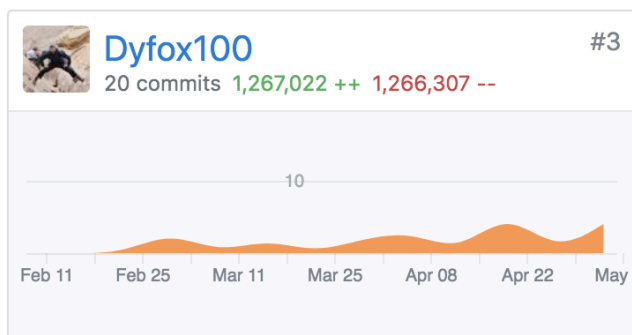 Dyfox100 #3
20 commits 1,267,022 ++ 1,266,307 --
10
Feb 11 Feb 25 Mar 11 Mar 25 Apr 08 Apr 22 May